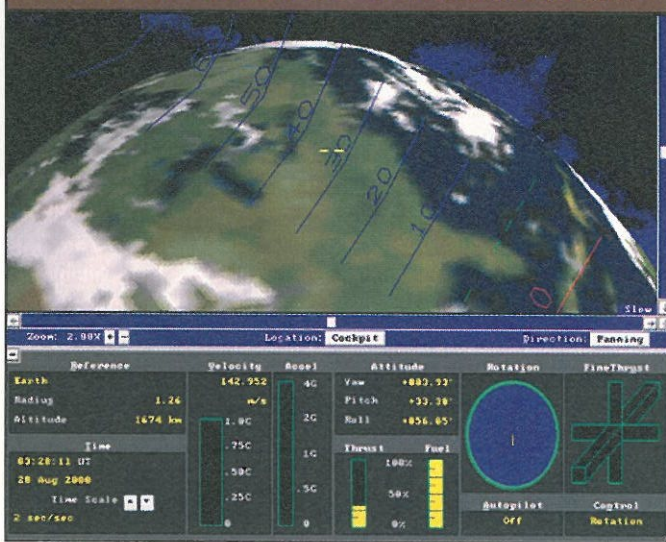 60
50
40
30
20
10
0
Slow
Zoom: 2.00X + -
Location: Cockpit
Direction: Panning
Reference
Earth
Radius 1.26
Altitude 1674 km
Time
03:28:11 UT
28 Aug 2000
Time Scale
2 sec/sec
Velocity
142.952
m/s
1.0C
.75C
.50C
.25C
0
Accel
4G
2G
1G
.5G
0
Attitude
Yaw +003.93°
Pitch +33.30°
Roll +056.05°
Thrust Fuel
100%
50%
0%
Rotation
Autopilot
Off
FineThrust
Control
Rotation